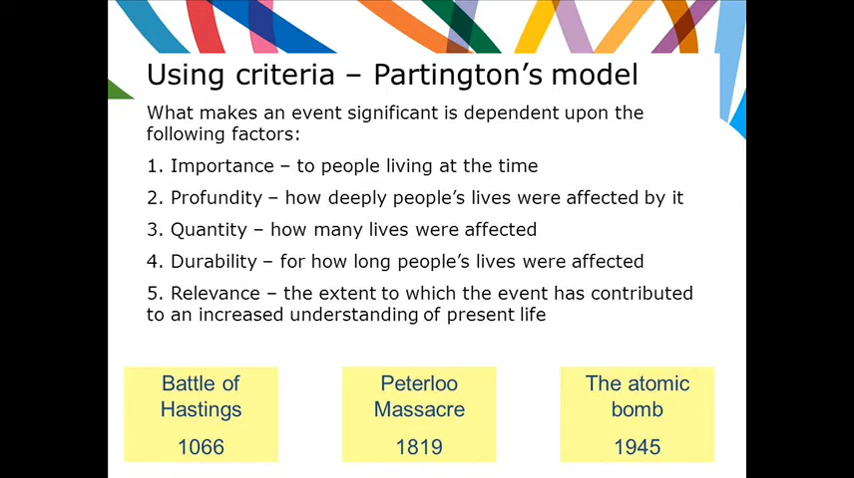 Using criteria – Partington's model
What makes an event significant is dependent upon the
following factors:
1. Importance – to people living at the time
2. Profundity – how deeply people's lives were affected by it
3. Quantity – how many lives were affected
4. Durability – for how long people's lives were affected
5. Relevance – the extent to which the event has contributed
to an increased understanding of present life
Battle of
Hastings
1066
Peterloo
Massacre
1819
The atomic
bomb
1945